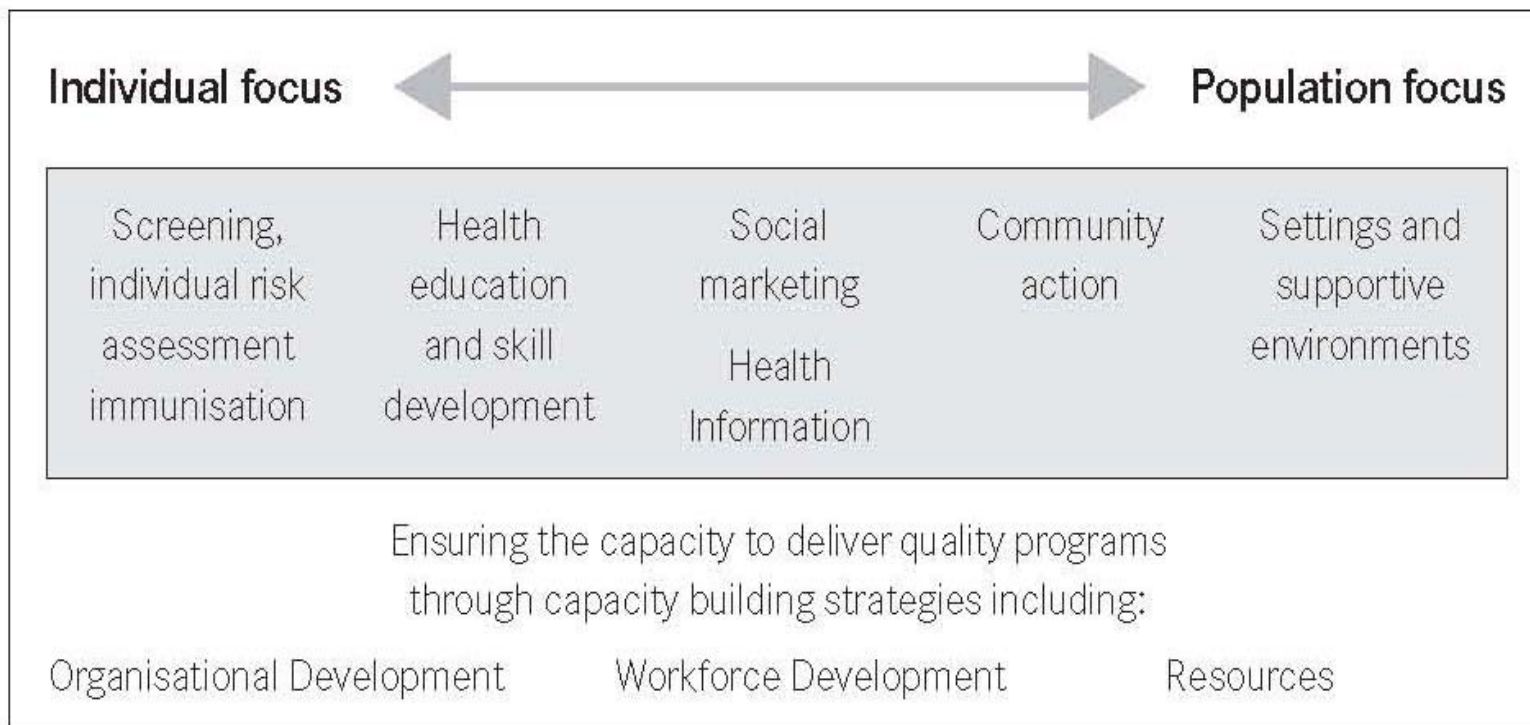 Individual focus
Population focus
Screening,
individual risk
assessment
immunisation
Health
education
and skill
development
Social
marketing
Health
Information
Community
action
Settings and
supportive
environments
Ensuring the capacity to deliver quality programs
through capacity building strategies including:
Organisational Development
Workforce Development
Resources